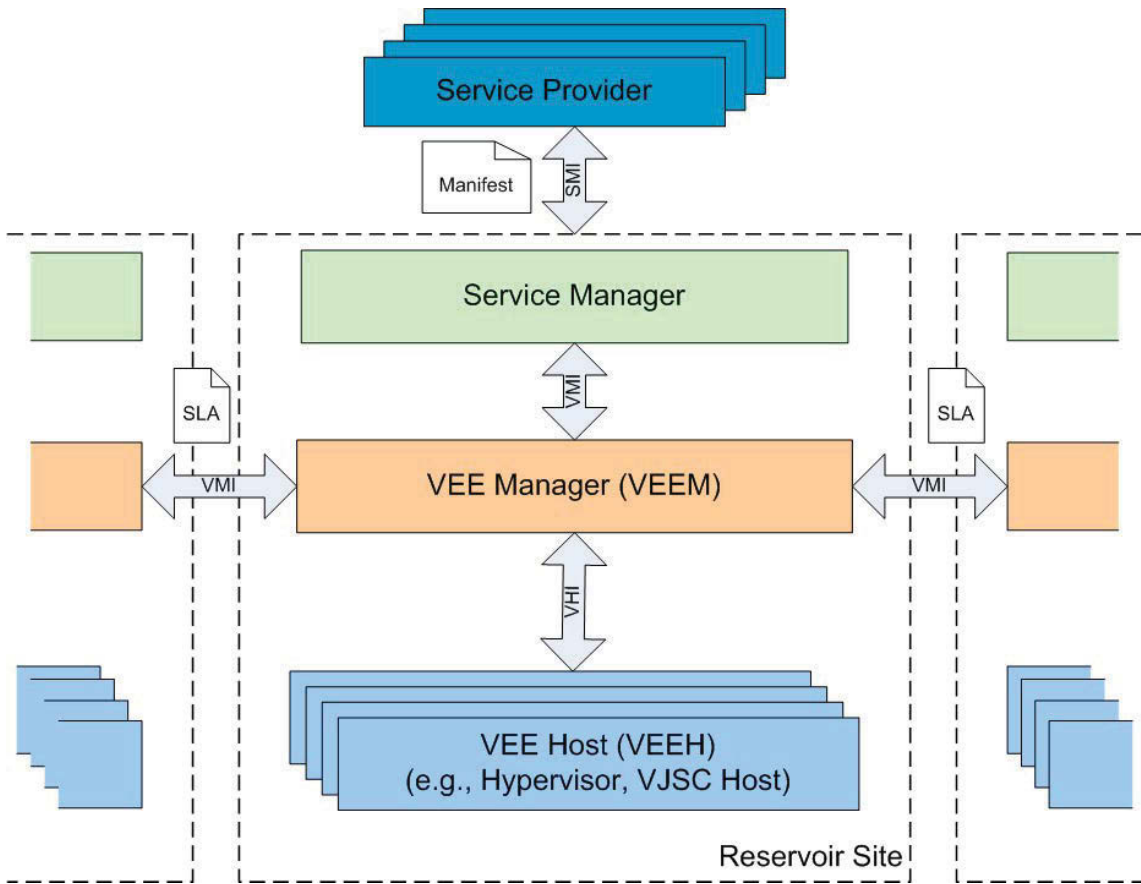 Service Provider
Manifest
SMI
Service Manager
SLA
VMI
SLA
VMI
VEE Manager (VEEM)
VMI
VHI
VEE Host (VEEH)
(e.g., Hypervisor, VJSC Host)
Reservoir Site